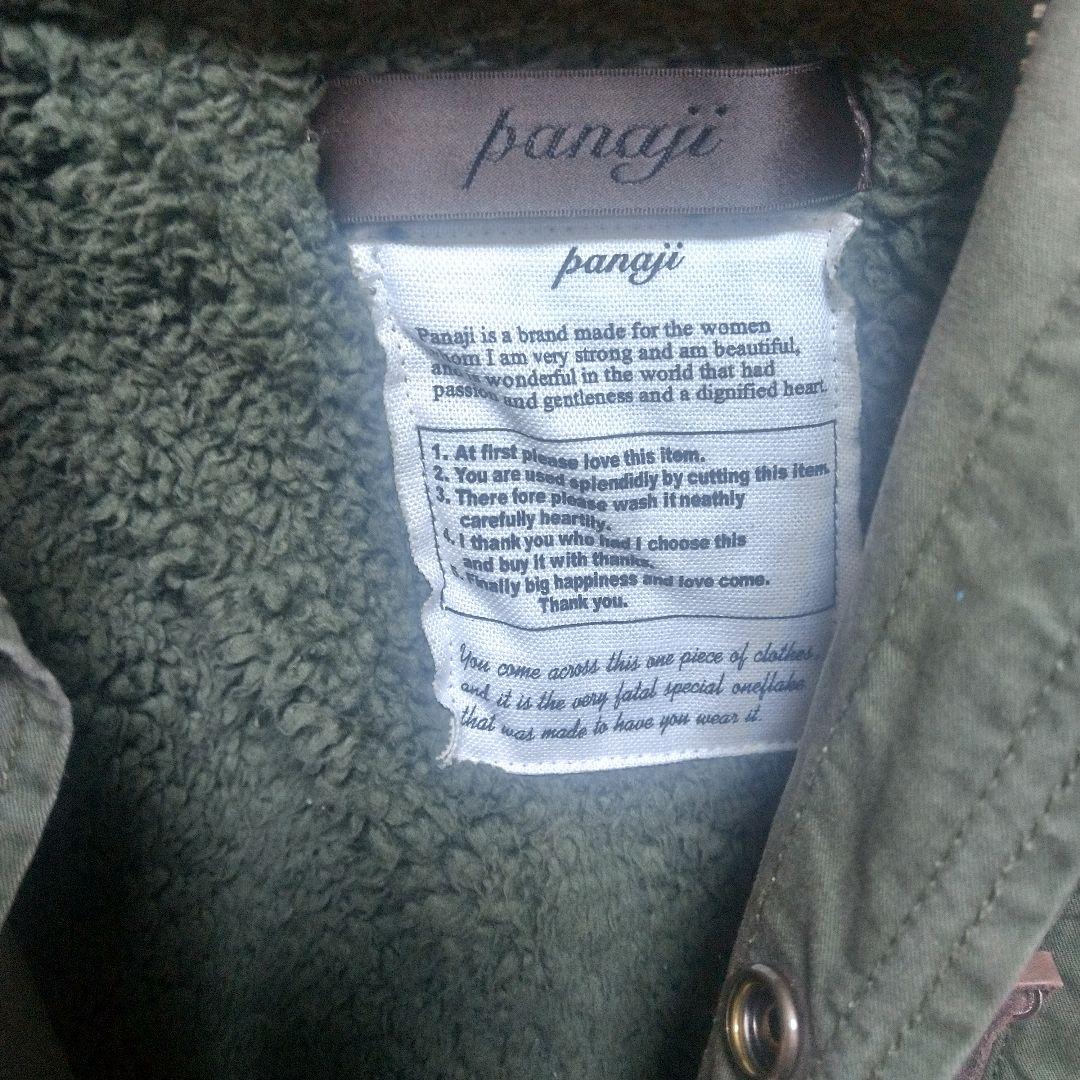 panaji
panaji
Panaji is a brand made for the women
whom I am very strong and am beautiful,
and is wonderful in the world that had
passion and gentleness and a dignified heart.
1. At first please love this item.
2. You are used splendidly by cutting this item.
3. There fore please wash it neathly
carefully heartily.
4. I thank you who had I choose this
and buy it with thanks.
5. Finally big happiness and love come.
Thank you.
You come across this one piece of clothes,
and it is the very fatal special oneflake
that was made to have you wear it.